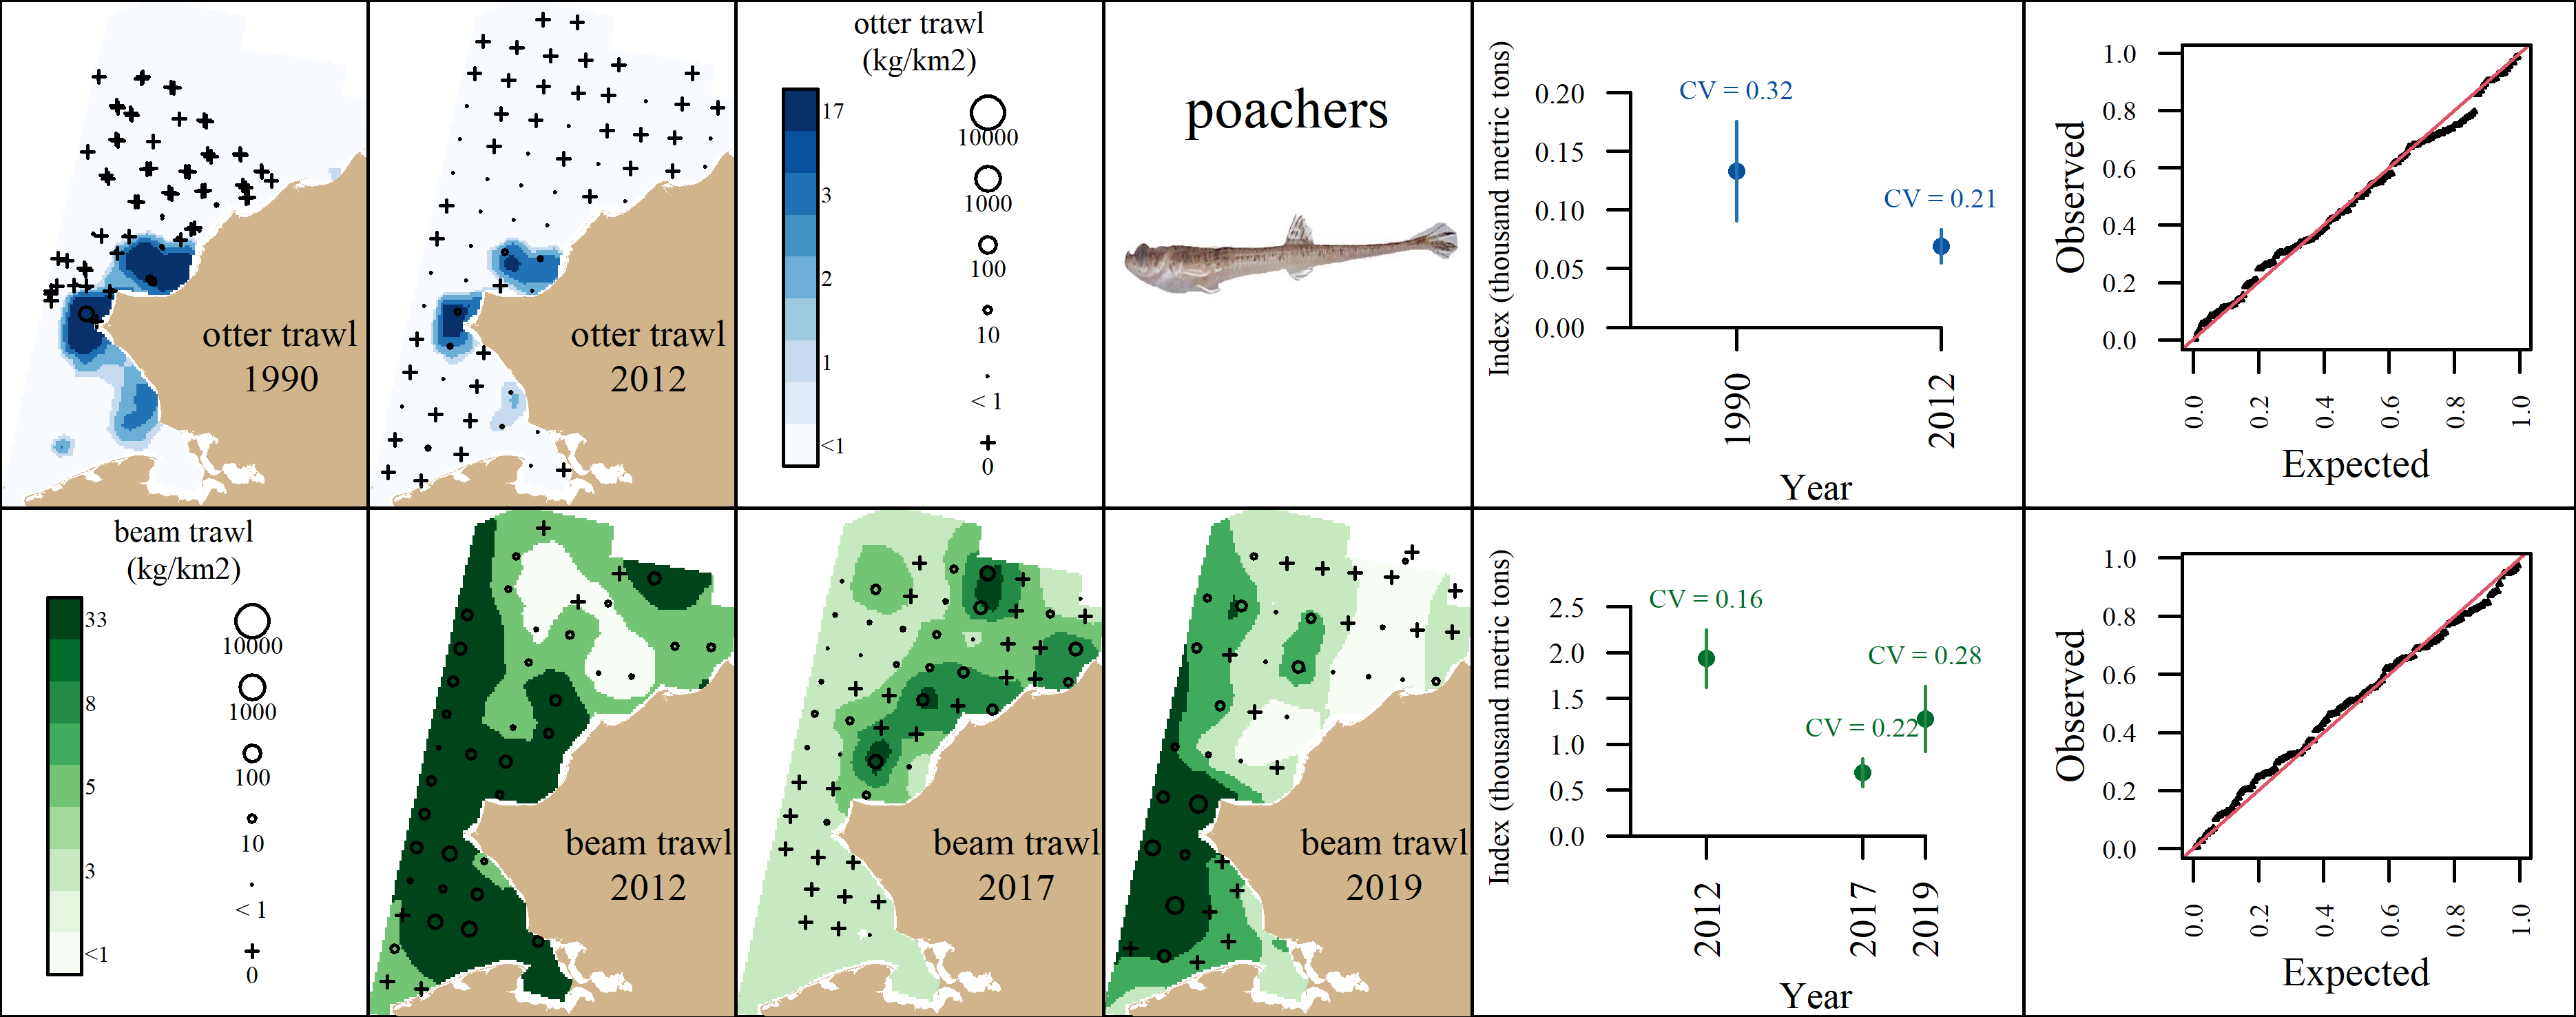 otter trawl
1990
otter trawl
2012
otter trawl
(kg/km2)
17
3
2
1
<1
10000
1000
100
10
< 1
0
poachers
Index (thousand metric tons)
0.20
0.15
0.10
0.05
0.00
CV = 0.32
CV = 0.21
1990
2012
Year
Observed
1.0
0.8
0.6
0.4
0.2
0.0
0.0
0.2
0.4
0.6
0.8
1.0
Expected
beam trawl
(kg/km2)
33
8
5
3
<1
10000
1000
100
10
< 1
0
beam trawl
2012
beam trawl
2017
beam trawl
2019
Index (thousand metric tons)
2.5
2.0
1.5
1.0
0.5
0.0
CV = 0.16
CV = 0.22
CV = 0.28
2012
2017
2019
Year
Observed
1.0
0.8
0.6
0.4
0.2
0.0
0.0
0.2
0.4
0.6
0.8
1.0
Expected